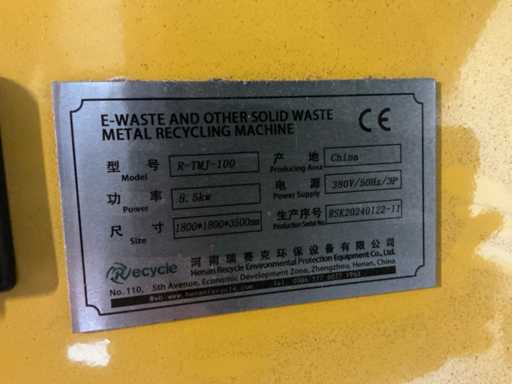 E-WASTE AND OTHER SOLID WASTE
METAL RECYCLING MACHINE
CE
型 号 R-TMJ-100 产 地 China
Model Producing Area
功 率 8.5kw 电 源 380V/50Hz/3P
Power Power Supply
尺 寸 1800*1800*3500mm 生产序号 RSK20240122-11
Size Production Serial No.
Recycle 河南瑞赛克环保设备有限公司
Henan Recycle Environmental Protection Equipment Co., Ltd.
No.110, 5th Avenue, Economic Development Zone, Zhengzhou, Henan, China